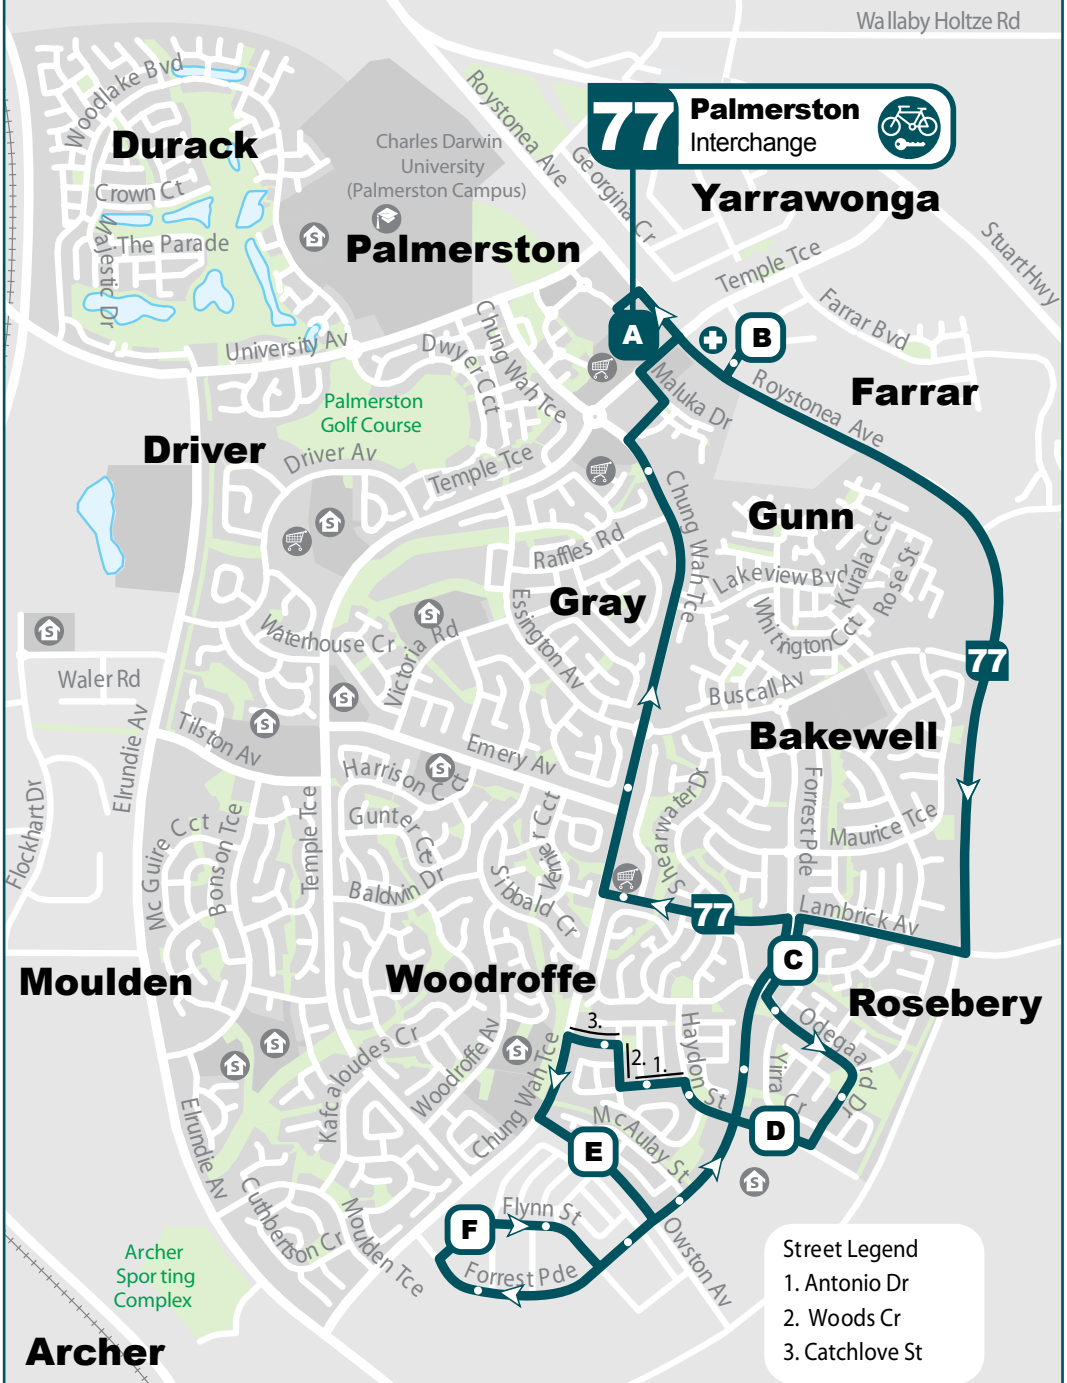 Wallaby Holtze Rd
77
Palmerston
Interchange
Woodlake Bvd
Roystonea Ave
Durack
Charles Darwin
University
(Palmerston Campus)
Georgina Cr
Yarrawonga
Crown Ct
Majestic Dr
The Parade
S
Palmerston
Stuart Hwy
Temple Tce
Farrar Bvd
Chung Wah Tce
A
B
University Av
Dwyer Cct
Maluka Dr
Roystonea Ave
Farrar
Palmerston
Golf Course
Driver
Driver Av
Temple Tce
Chung Wah Tce
Gunn
S
Raffles Rd
Lakeview Bvd
Kurala Cct
Rose St
Gray
Essington Av
Whirtington Cct
S
S
Waterhouse Cr
Victoria Rd
77
Waler Rd
Buscall Av
S
S
Tilston Av
Elrundie Av
Bakewell
Emery Av
Harrison Cct
S
Flockhart Dr
Shearwater Dr
Forrest Pde
Maurice Tce
Mc Guire Cct
Bonson Tce
Temple Tce
Gunter Cct
Verner Cct
Baldwin Dr
Sibbald Cr
77
Lambrick Av
C
Moulden
Woodroffe
Rosebery
3.
2.
1.
Haydon St
Odegaard Dr
Yirra Cr
S
S
S
Kafcaloudes Cr
Woodroffe Av
Chung Wah Tce
Elrundie Av
McAulay St
D
E
S
Cuthbertson Cr
Moulden Tce
F
Flynn St
Forrest Pde
Owston Av
Archer
Sporting
Complex
Archer
Street Legend
1. Antonio Dr
2. Woods Cr
3. Catchlove St